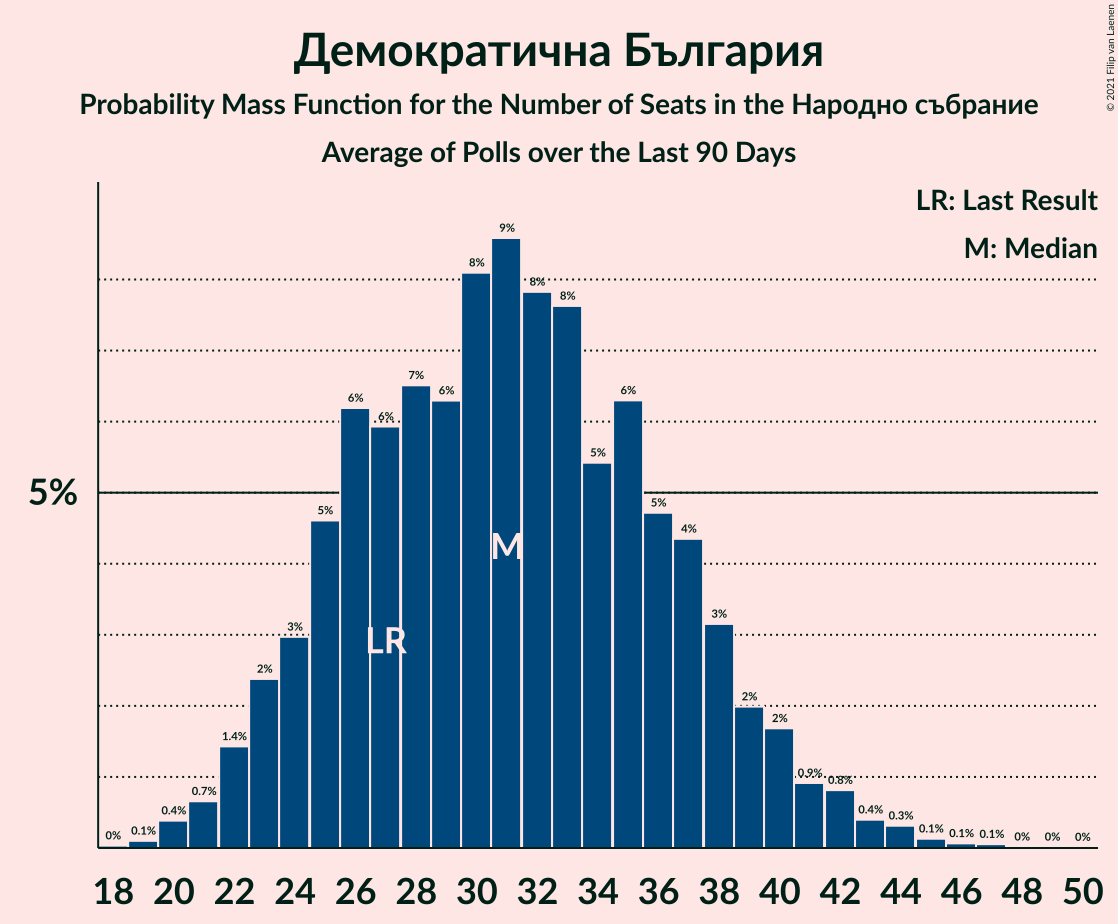 Демократична България
Probability Mass Function for the Number of Seats in the Народно събрание
Average of Polls over the Last 90 Days
© 2021 Filip van Laenen
LR: Last Result
M: Median
5%
0% 0.1% 0.4% 0.7% 1.4% 2% 3% 5% 6% 6% 7% 6% 8% 9% 8% 8% 5% 6% 5% 4% 3% 2% 2% 0.9% 0.8% 0.4% 0.3% 0.1% 0.1% 0.1% 0% 0% 0%
M
LR
18 20 22 24 26 28 30 32 34 36 38 40 42 44 46 48 50